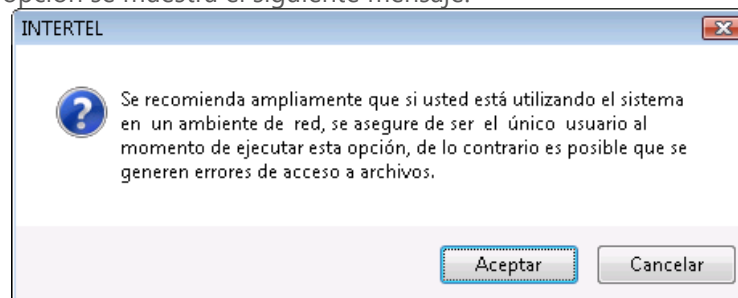 opción se muestra el siguiente mensaje:
INTERTEL
Se recomienda ampliamente que si usted está utilizando el sistema
en un ambiente de red, se asegure de ser el único usuario al
momento de ejecutar esta opción, de lo contrario es posible que se
generen errores de acceso a archivos.
Aceptar Cancelar